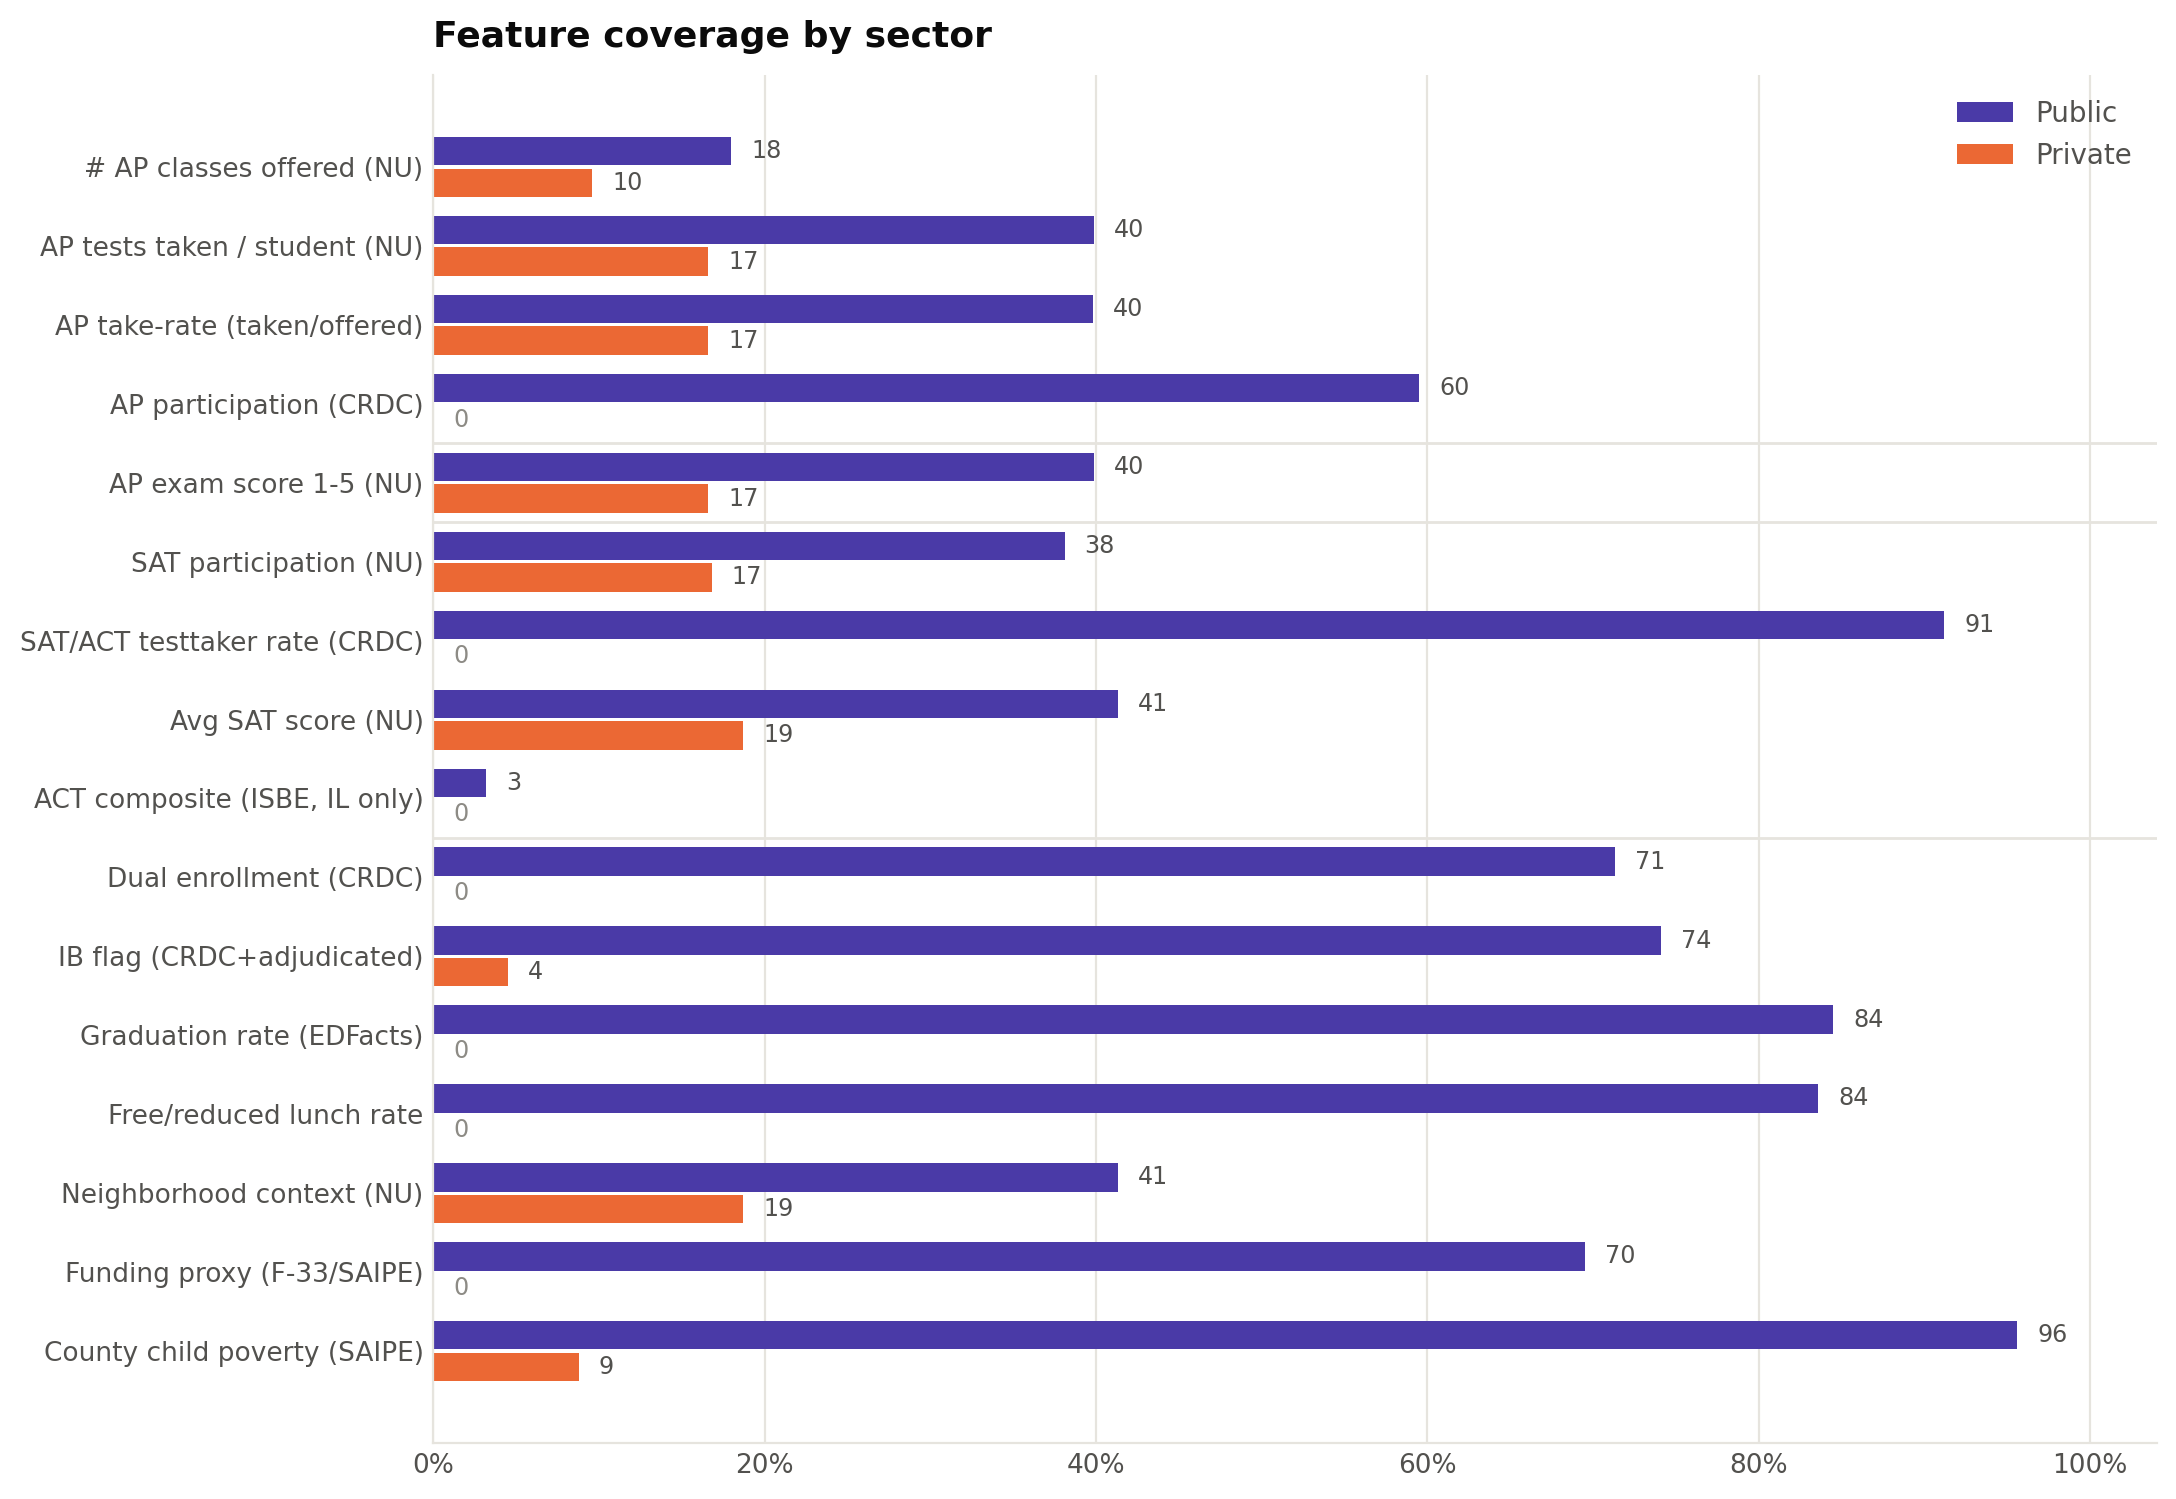 Feature coverage by sector
Public
Private
# AP classes offered (NU)
18
10
AP tests taken / student (NU)
40
17
AP take-rate (taken/offered)
40
17
AP participation (CRDC)
60
0
AP exam score 1-5 (NU)
40
17
SAT participation (NU)
38
17
SAT/ACT testtaker rate (CRDC)
91
0
Avg SAT score (NU)
41
19
ACT composite (ISBE, IL only)
3
0
Dual enrollment (CRDC)
71
0
IB flag (CRDC+adjudicated)
74
4
Graduation rate (EDFacts)
84
0
Free/reduced lunch rate
84
0
Neighborhood context (NU)
41
19
Funding proxy (F-33/SAIPE)
70
0
County child poverty (SAIPE)
96
9
0% 20% 40% 60% 80% 100%